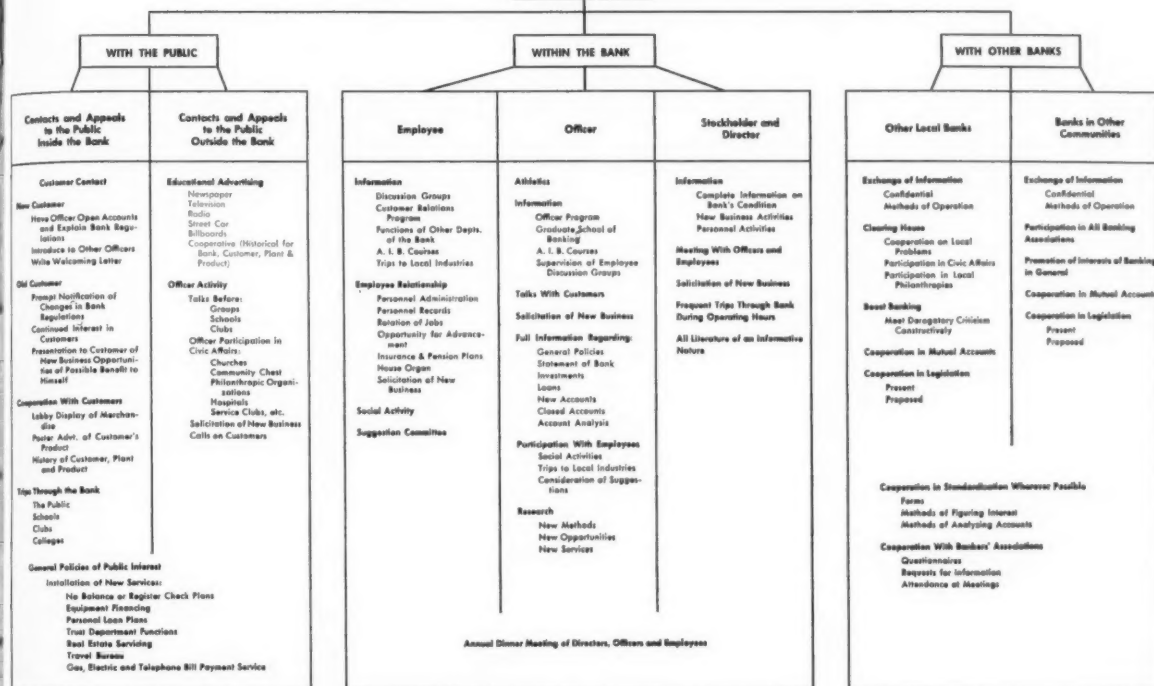 WITH THE PUBLIC
Contacts and Appeals
to the Public
Inside the Bank
Customer Contact
New Customer
Have Officer Open Accounts
and Explain Bank Regu-
lations
Introduce to Other Officers
Write Welcoming Letter
Old Customer
Prompt Notification of
Changes in Bank
Regulations
Continued Interest in
Customers
Presentation to Customer of
New Business Opportuni-
ties of Possible Benefit to
Himself
Cooperation With Customers
Lobby Display of Merchan-
dise
Poster Advt. of Customer's
Product
History of Customer, Plant
and Product
Trips Through the Bank
The Public
Schools
Clubs
Colleges
Contacts and Appeals
to the Public
Outside the Bank
Educational Advertising
Newspaper
Television
Radio
Street Car
Billboards
Cooperative (Historical for
Bank, Customer, Plant &
Product)
Officer Activity
Talks Before:
Groups
Schools
Clubs
Officer Participation in
Civic Affairs:
Churches
Community Chest
Philanthropic Organi-
zations
Hospitals
Service Clubs, etc.
Solicitation of New Business
Calls on Customers
General Policies of Public Interest
Installation of New Services:
No Balance or Register Check Plans
Equipment Financing
Personal Loan Plans
Trust Department Functions
Real Estate Servicing
Travel Bureau
Gas, Electric and Telephone Bill Payment Service
WITHIN THE BANK
Employee
Information
Discussion Groups
Customer Relations
Program
Functions of Other Depts.
of the Bank
A. I. B. Courses
Trips to Local Industries
Employee Relationship
Personnel Administration
Personnel Records
Rotation of Jobs
Opportunity for Advance-
ment
Insurance & Pension Plans
House Organ
Solicitation of New
Business
Social Activity
Suggestion Committee
Officer
Athletics
Information
Officer Program
Graduate School of
Banking
A. I. B. Courses
Supervision of Employee
Discussion Groups
Talks With Customers
Solicitation of New Business
Full Information Regarding:
General Policies
Statement of Bank
Investments
Loans
New Accounts
Closed Accounts
Account Analysis
Participation With Employees
Social Activities
Trips to Local Industries
Consideration of Sugges-
tions
Research
New Methods
New Opportunities
New Services
Stockholder and
Director
Information
Complete Information on
Bank's Condition
New Business Activities
Personnel Activities
Meeting With Officers and
Employees
Solicitation of New Business
Frequent Trips Through Bank
During Operating Hours
All Literature of an Informative
Nature
Annual Dinner Meeting of Directors, Officers and Employees
WITH OTHER BANKS
Other Local Banks
Exchange of Information
Confidential
Methods of Operation
Clearing House
Cooperation on Local
Problems
Participation in Civic Affairs
Participation in Local
Philanthropies
Boost Banking
Meet Derogatory Criticism
Constructively
Cooperation in Mutual Accounts
Cooperation in Legislation
Present
Proposed
Banks in Other
Communities
Exchange of Information
Confidential
Methods of Operation
Participation in All Banking
Associations
Promotion of Interests of Banking
in General
Cooperation in Mutual Accounts
Cooperation in Legislation
Present
Proposed
Cooperation in Standardization Wherever Possible
Forms
Methods of Figuring Interest
Methods of Analyzing Accounts
Cooperation With Bankers' Associations
Questionnaires
Requests for Information
Attendance at Meetings